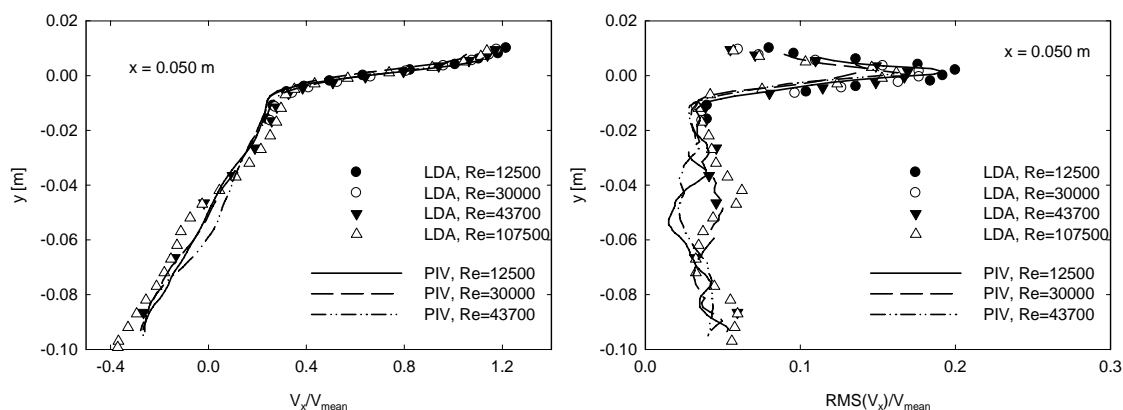 0.02
0.00
-0.02
-0.04
-0.06
-0.08
-0.10
y [m]
x = 0.050 m
LDA, Re=12500
LDA, Re=30000
LDA, Re=43700
LDA, Re=107500
PIV, Re=12500
PIV, Re=30000
PIV, Re=43700
-0.4 0.0 0.4 0.8 1.2
Vx/Vmean
0.02
0.00
-0.02
-0.04
-0.06
-0.08
-0.10
y [m]
x = 0.050 m
LDA, Re=12500
LDA, Re=30000
LDA, Re=43700
LDA, Re=107500
PIV, Re=12500
PIV, Re=30000
PIV, Re=43700
0.0 0.1 0.2 0.3
RMS(Vx)/Vmean